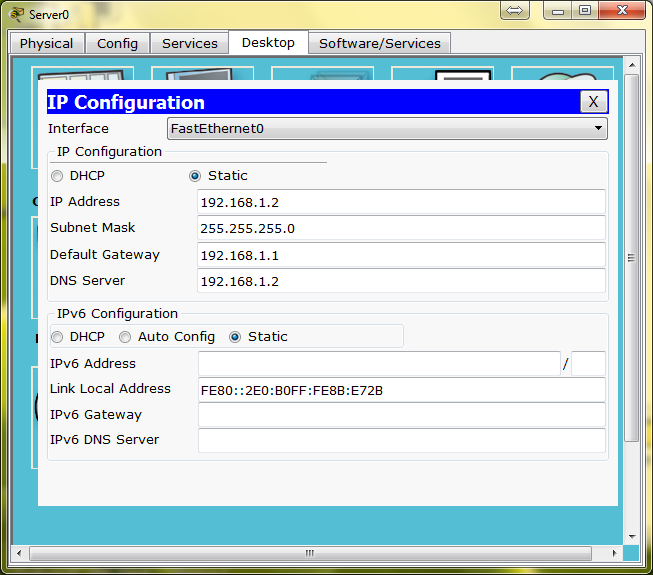 Server0
Physical Config Services Desktop Software/Services
IP Configuration X
Interface FastEthernet0
IP Configuration
DHCP Static
IP Address 192.168.1.2
Subnet Mask 255.255.255.0
Default Gateway 192.168.1.1
DNS Server 192.168.1.2
IPv6 Configuration
DHCP Auto Config Static
IPv6 Address /
Link Local Address FE80::2E0:B0FF:FE8B:E72B
IPv6 Gateway
IPv6 DNS Server